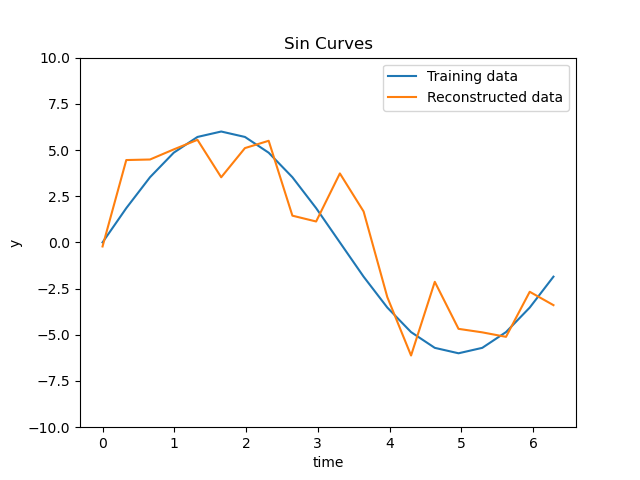 Sin Curves
Training data
Reconstructed data
10.0
7.5
5.0
2.5
0.0
−2.5
−5.0
−7.5
−10.0
y
0 1 2 3 4 5 6
time